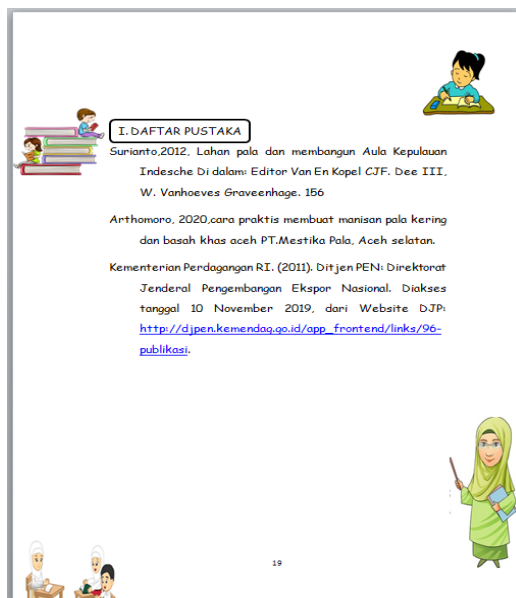 I. DAFTAR PUSTAKA
Surianto,2012, Lahan pala dan membangun Aula Kepulauan
Indesche Di dalam: Editor Van En Kopel CJF. Dee III,
W. Vanhoeves Graveenhage. 156
Arthomoro, 2020,cara praktis membuat manisan pala kering
dan basah khas aceh PT.Mestika Pala, Aceh selatan.
Kementerian Perdagangan RI. (2011). Ditjen PEN: Direktorat
Jenderal Pengembangan Ekspor Nasional. Diakses
tanggal 10 November 2019, dari Website DJP:
http://djpen.kemendag.go.id/app_frontend/links/96-
publikasi.
19